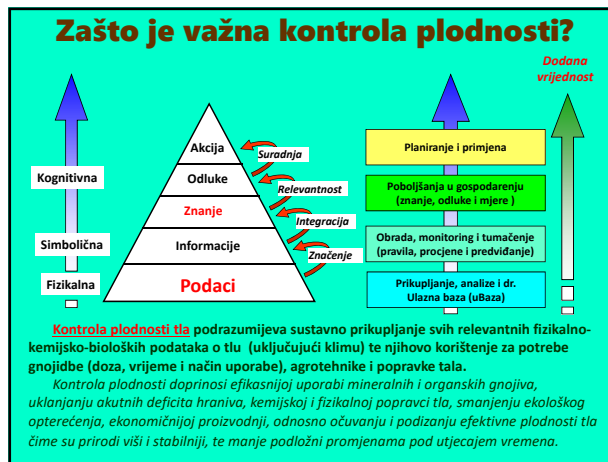 Zašto je važna kontrola plodnosti?
Dodana
vrijednost
Kognitivna
Simbolična
Fizikalna
Akcija
Odluke
Znanje
Informacije
Podaci
Suradnja
Relevantnost
Integracija
Značenje
Planiranje i primjena
Poboljšanja u gospodarenju
(znanje, odluke i mjere )
Obrada, monitoring i tumačenje
(pravila, procjene i predviđanje)
Prikupljanje, analize i dr.
Ulazna baza (uBaza)
Kontrola plodnosti tla podrazumijeva sustavno prikupljanje svih relevantnih fizikalno-
kemijsko-bioloških podataka o tlu (uključujući klimu) te njihovo korištenje za potrebe
gnojidbe (doza, vrijeme i način uporabe), agrotehnike i popravke tala.
Kontrola plodnosti doprinosi efikasnijoj uporabi mineralnih i organskih gnojiva,
uklanjanju akutnih deficita hraniva, kemijskoj i fizikalnoj popravci tla, smanjenju ekološkog
opterećenja, ekonomičnijoj proizvodnji, odnosno očuvanju i podizanju efektivne plodnosti tla
čime su prirodi viši i stabilniji, te manje podložni promjenama pod utjecajem vremena.